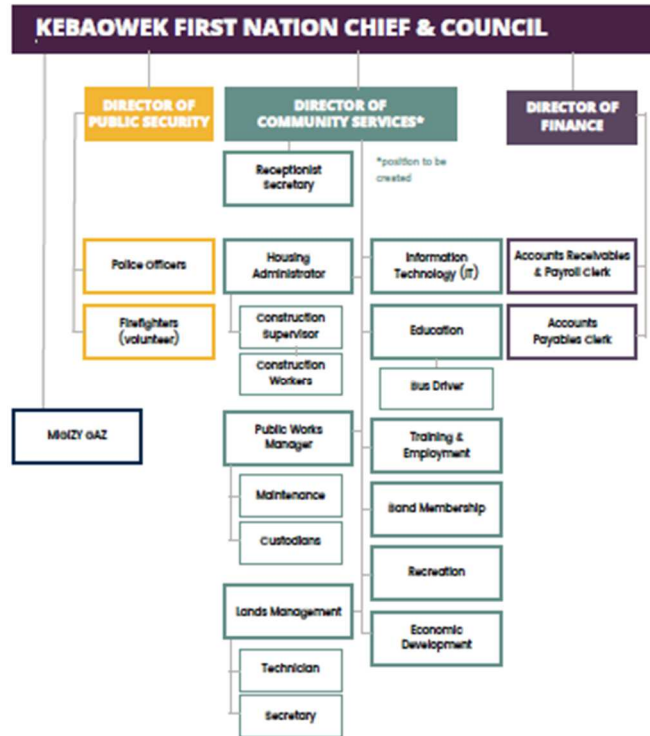 KEBAOWEK FIRST NATION CHIEF & COUNCIL
DIRECTOR OF
PUBLIC SECURITY
Police Officers
Firefighters
(volunteer)
MIGIZY GAZ
DIRECTOR OF
COMMUNITY SERVICES*
*position to be
created
Receptionist
Secretary
Housing
Administrator
Construction
Supervisor
Construction
Workers
Public Works
Manager
Maintenance
Custodians
Lands Management
Technician
Secretary
Information
Technology (IT)
Education
Bus Driver
Training &
Employment
Band Membership
Recreation
Economic
Development
DIRECTOR OF
FINANCE
Accounts Receivables
& Payroll Clerk
Accounts
Payables Clerk